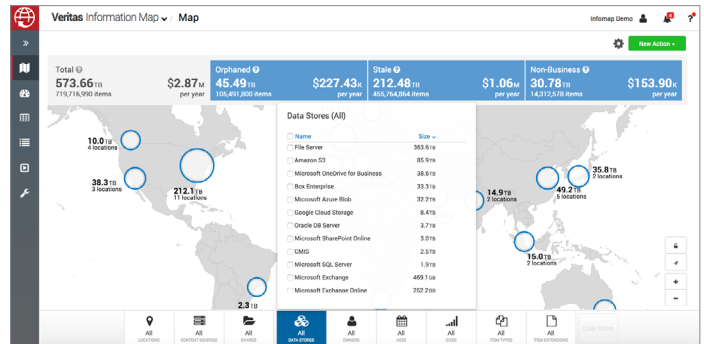 Veritas Information Map / Map
Infomap Demo
?
New Action
Total
573.66TB
$2.87M
719,716,990 items
per year
Orphaned
45.49TB
$227.43K
105,491,800 items
per year
Stale
212.48TB
$1.06M
455,764,864 items
per year
Non-Business
30.78TB
$153.90K
14,312,578 items
per year
Data Stores (All)
Name Size
File Server 363.6TB
Amazon S3 85.9TB
Microsoft OneDrive for Business 38.6TB
Box Enterprise 33.3TB
Microsoft Azure Blob 32.2TB
Google Cloud Storage 8.4TB
Oracle DB Server 3.7TB
Microsoft SharePoint Online 3.0TB
CMIS 2.5TB
Microsoft SQL Server 1.9TB
Microsoft Exchange 469.1GB
Microsoft Exchange Online 252.2GB
10.0TB
4 locations
38.3TB
3 locations
212.1TB
11 locations
2.3TB
14.9TB
2 locations
49.2TB
35.8TB
2 locations
15.0TB
2 locations
All
LOCATIONS
All
CONTENT SOURCES
All
SHARES
All
DATA STORES
All
OWNERS
All
AGES
All
SIZES
All
ITEM TYPES
All
ITEM EXTENSIONS